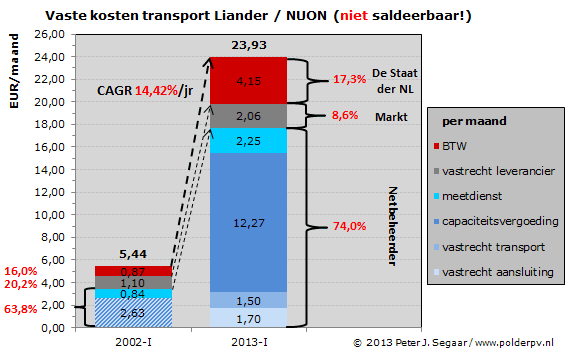 Vaste kosten transport Liander / NUON (niet saldeerbaar!)
EUR/maand
26,00
24,00
22,00
20,00
18,00
16,00
14,00
12,00
10,00
8,00
6,00
4,00
2,00
0,00
16,0%
20,2%
63,8%
5,44
0,87
1,10
0,84
2,63
CAGR 14,42%/jr
23,93
4,15
2,06
2,25
12,27
1,50
1,70
17,3%
De Staat
der NL
8,6%
Markt
74,0%
Netbeheerder
2002-I
2013-I
per maand
BTW
vastrecht leverancier
meetdienst
capaciteitsvergoeding
vastrecht transport
vastrecht aansluiting
© 2013 Peter J. Segaar/www.polderpv.nl